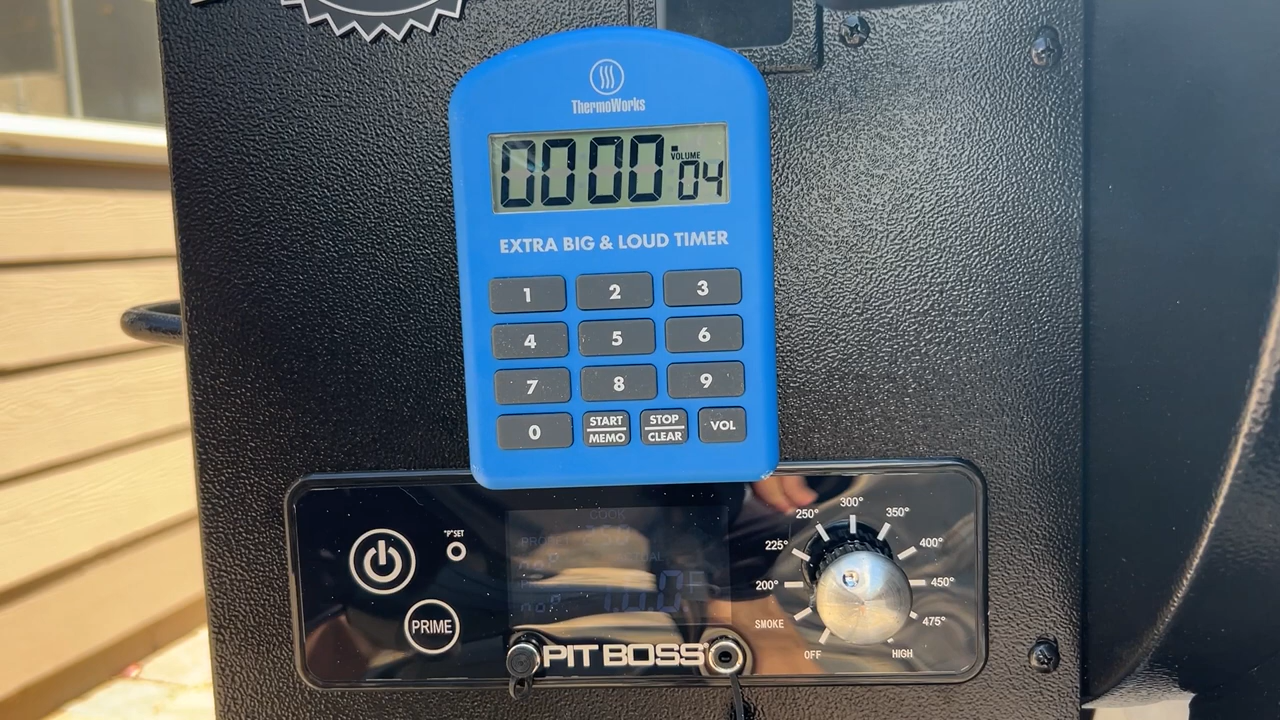 ThermoWorks
00 00 04
VOLUME
EXTRA BIG & LOUD TIMER
1 2 3
4 5 6
7 8 9
0 START MEMO STOP CLEAR VOL
"P"SET
PRIME
COOK
PIT BOSS
OFF
SMOKE
200°
225°
250°
300°
350°
400°
450°
475°
HIGH